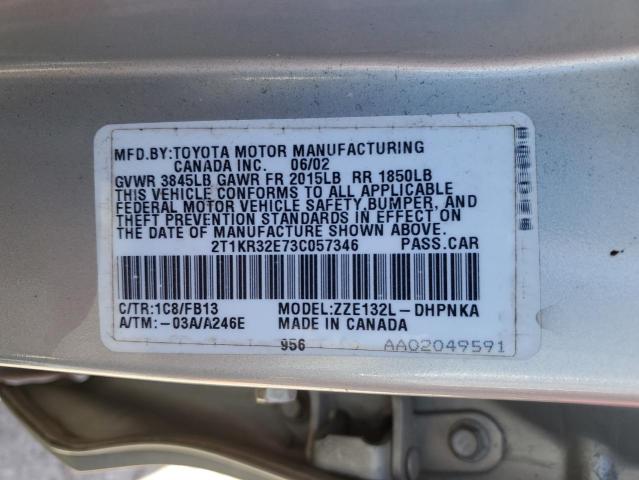 MFD.BY:TOYOTA MOTOR MANUFACTURING
CANADA INC. 06/02
GVWR 3845LB GAWR FR 2015LB RR 1850LB
THIS VEHICLE CONFORMS TO ALL APPLICABLE
FEDERAL MOTOR VEHICLE SAFETY,BUMPER, AND
THEFT PREVENTION STANDARDS IN EFFECT ON
THE DATE OF MANUFACTURE SHOWN ABOVE.
2T1KR32E73C057346 PASS.CAR
C/TR:1C8/FB13 MODEL:ZZE132L-DHPNKA
A/TM:-03A/A246E MADE IN CANADA
956 AA02049591